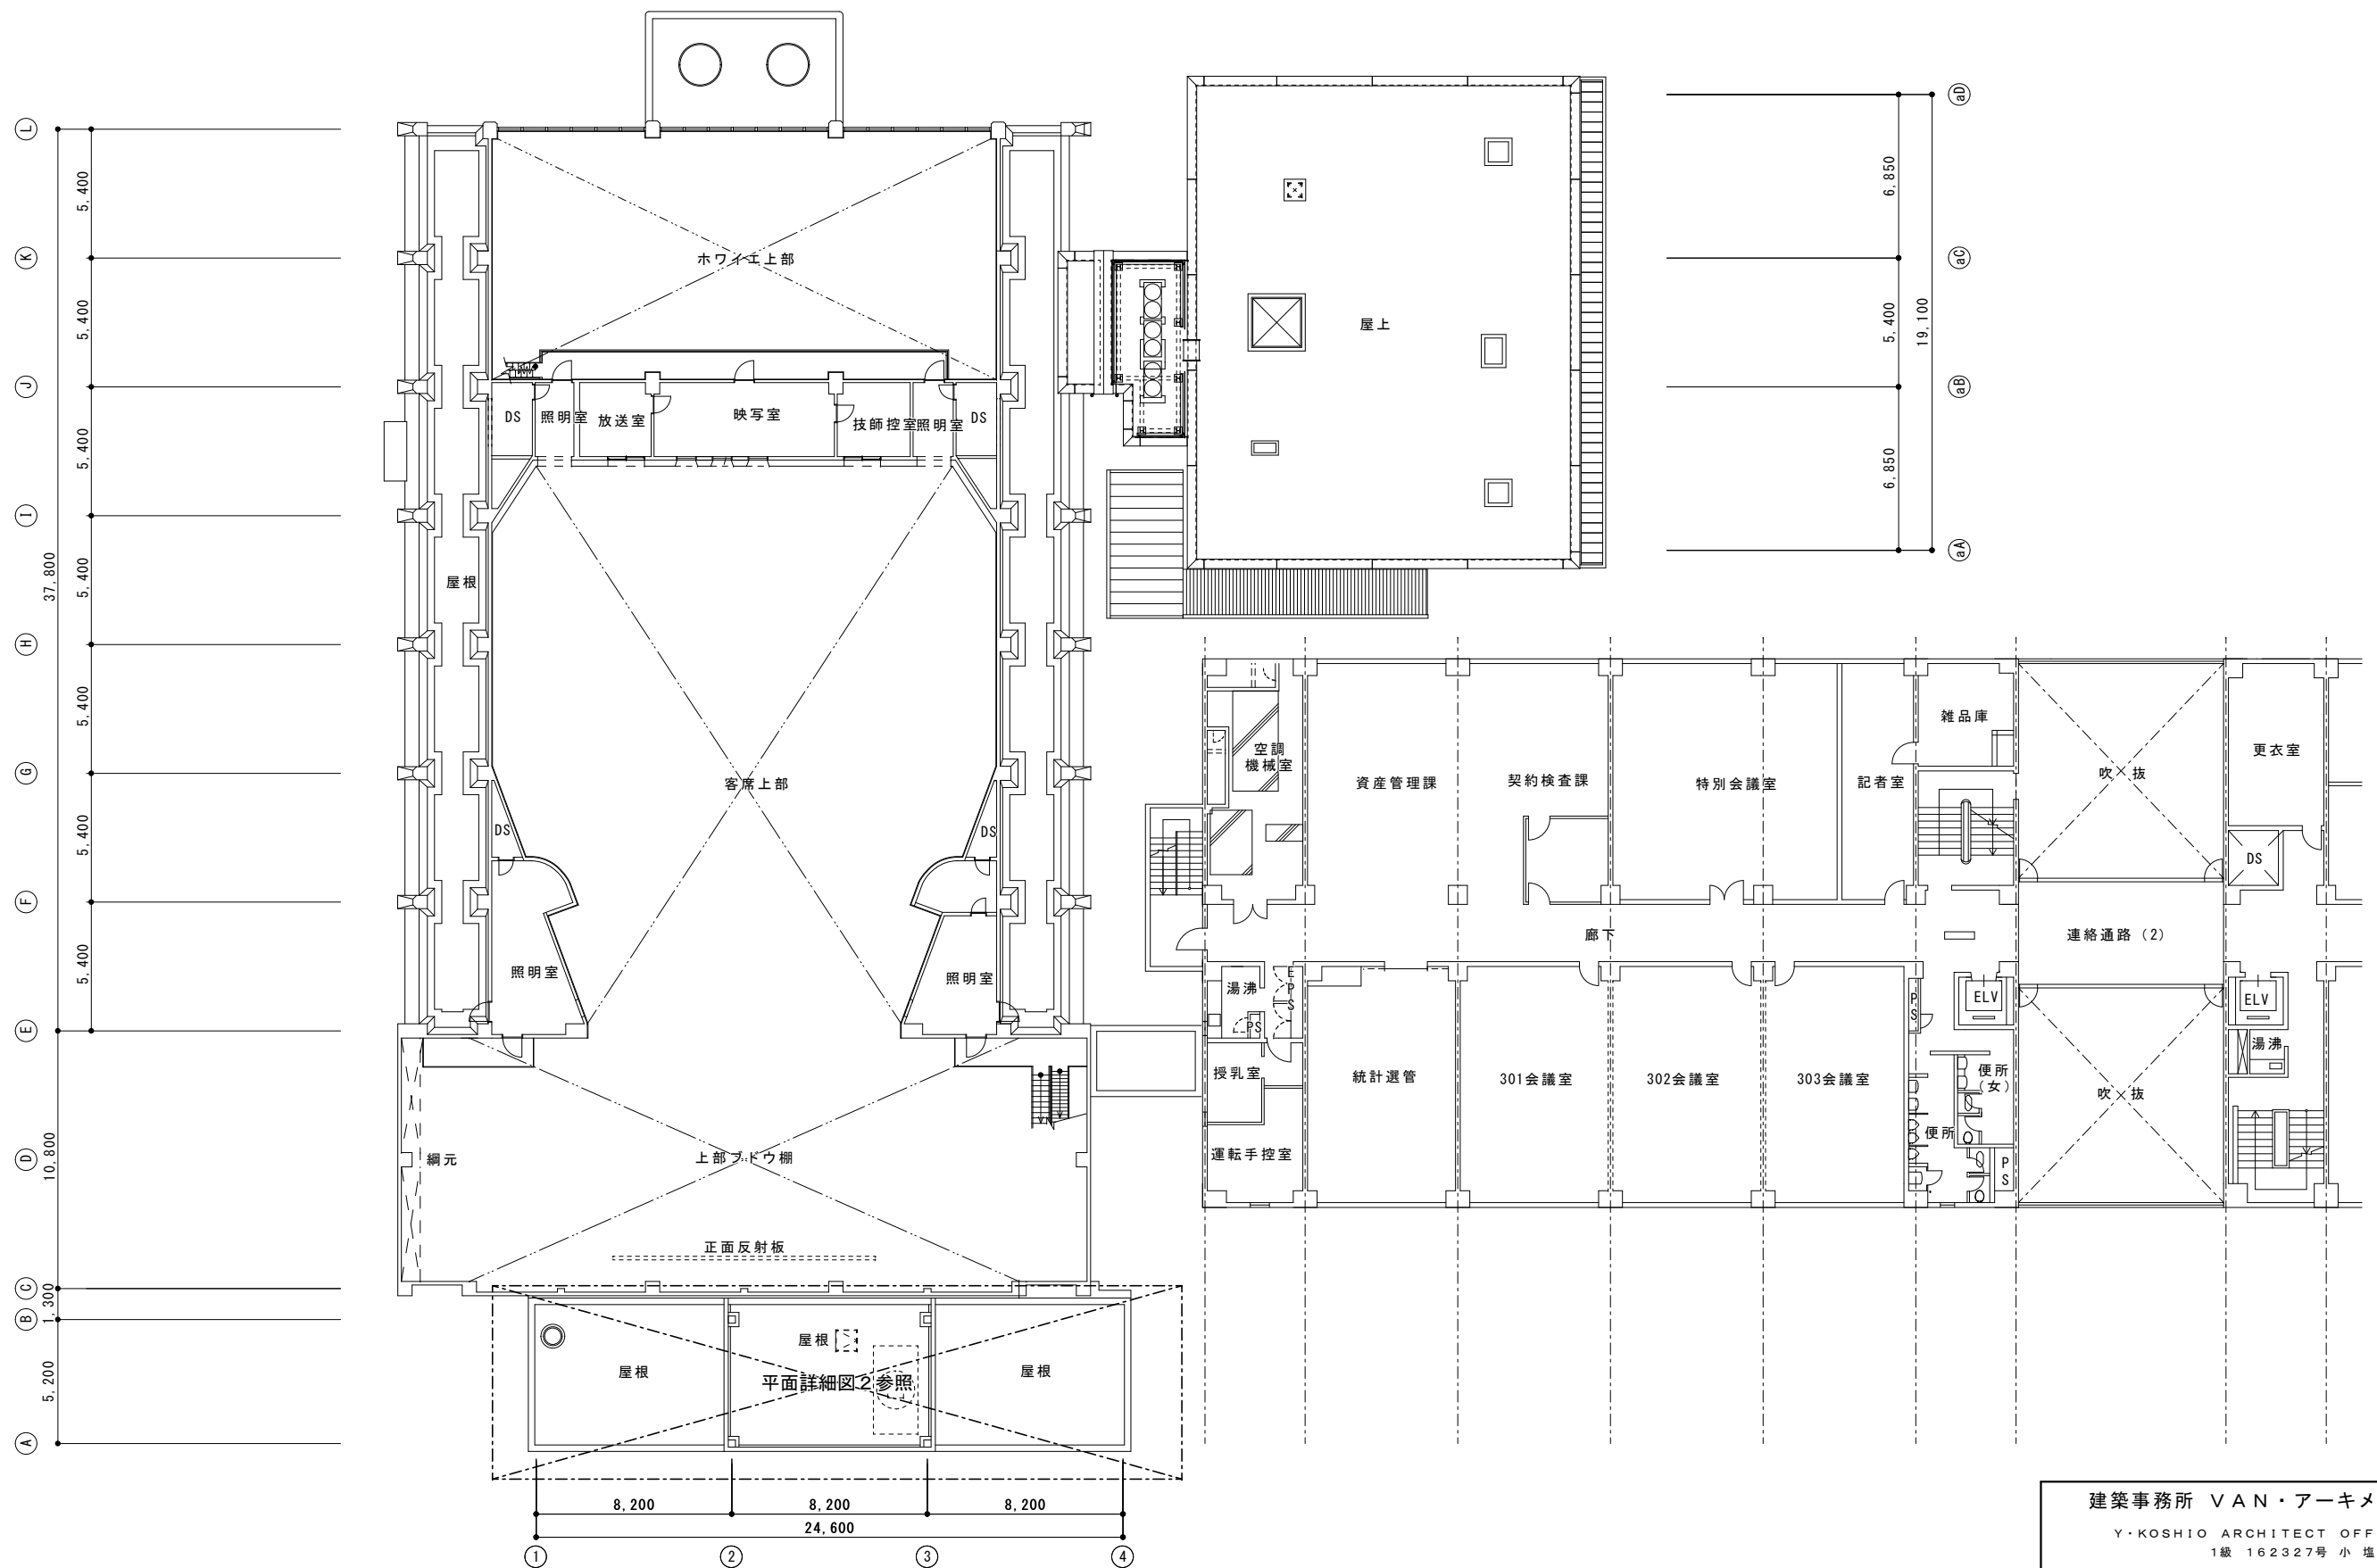 L
K
J
I
H
G
F
E
D
C
B
A
5,400
5,400
5,400
5,400
5,400
5,400
5,400
37,800
10,800
1,300
5,200
ホワイエ上部
DS
照明室
放送室
映写室
技師控室
照明室
DS
屋根
客席上部
DS
DS
照明室
照明室
綱元
上部ブドウ棚
正面反射板
屋根
屋根
屋根
平面詳細図2参照
8,200
8,200
8,200
24,600
1
2
3
4
屋上
aD
aC
aB
aA
6,850
5,400
6,850
19,100
空調
機械室
資産管理課
契約検査課
特別会議室
記者室
雑品庫
吹抜
更衣室
DS
廊下
連絡通路(2)
湯沸
EPS
PS
PS
ELV
ELV
湯沸
授乳室
統計選管
301会議室
302会議室
303会議室
便所
(女)
便所
PS
吹抜
運転手控室
建築事務所 VAN・アーキメ
Y・KOSHIO ARCHITECT OFF
1級 162327号 小 塩